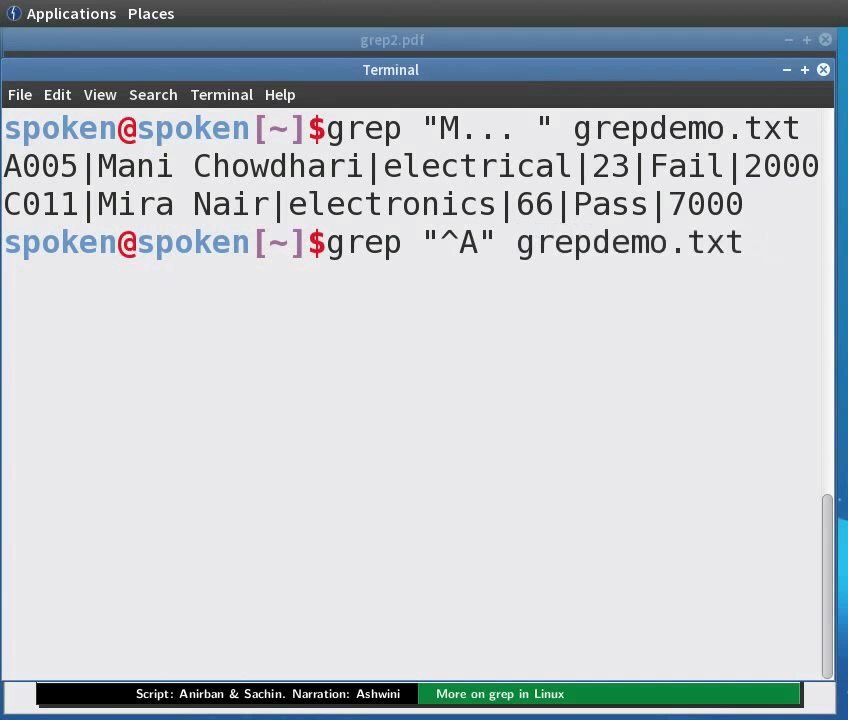 Applications Places
grep2.pdf
Terminal
File Edit View Search Terminal Help
spoken@spoken[~]$grep "M... " grepdemo.txt
A005|Mani Chowdhari|electrical|23|Fail|2000
C011|Mira Nair|electronics|66|Pass|7000
spoken@spoken[~]$grep "^A" grepdemo.txt
Script: Anirban & Sachin. Narration: Ashwini More on grep in Linux